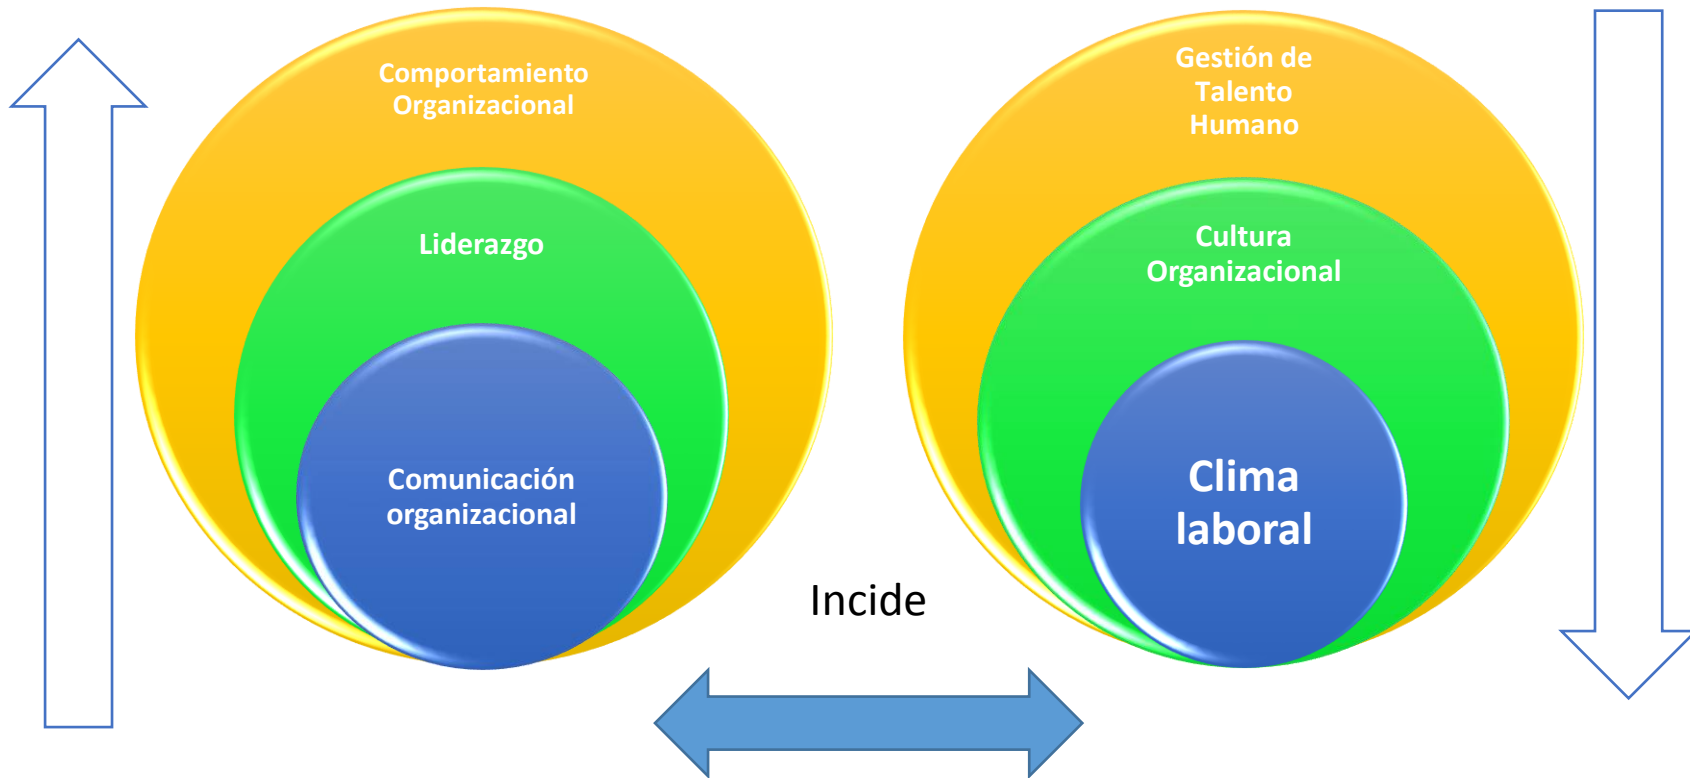 Comportamiento
Organizacional
Liderazgo
Comunicación
organizacional
Gestión de
Talento
Humano
Cultura
Organizacional
Clima
laboral
Incide